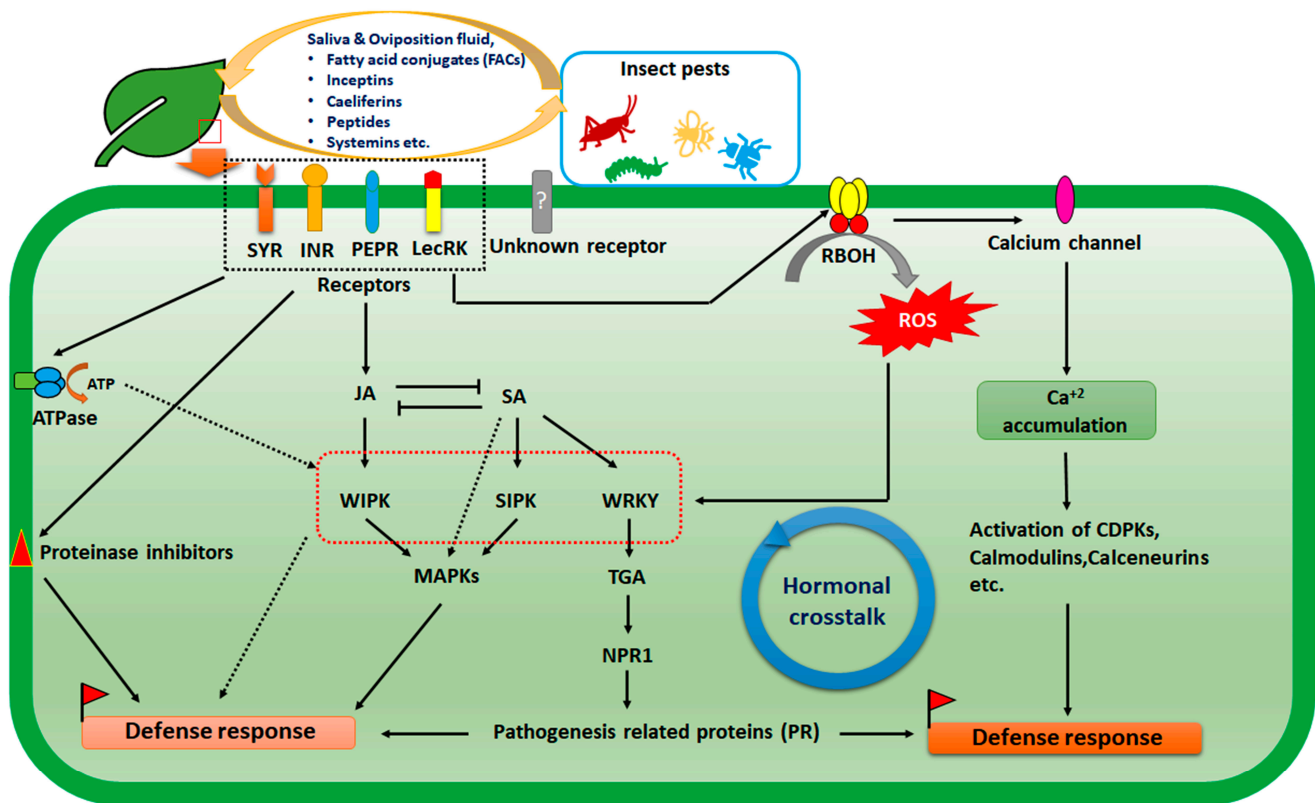 Saliva & Oviposition fluid,
• Fatty acid conjugates (FACs)
• Inceptins
• Caeliferins
• Peptides
• Systemins etc.
Insect pests
?
SYR INR PEPR LecRK
Unknown receptor
Receptors
RBOH
Calcium channel
ROS
ATP
ATPase
JA
SA
Ca+2
accumulation
WIPK
SIPK
WRKY
Proteinase inhibitors
MAPKs
TGA
Hormonal
crosstalk
Activation of CDPKs,
Calmodulins,Calceneurins
etc.
NPR1
Defense response
Pathogenesis related proteins (PR)
Defense response